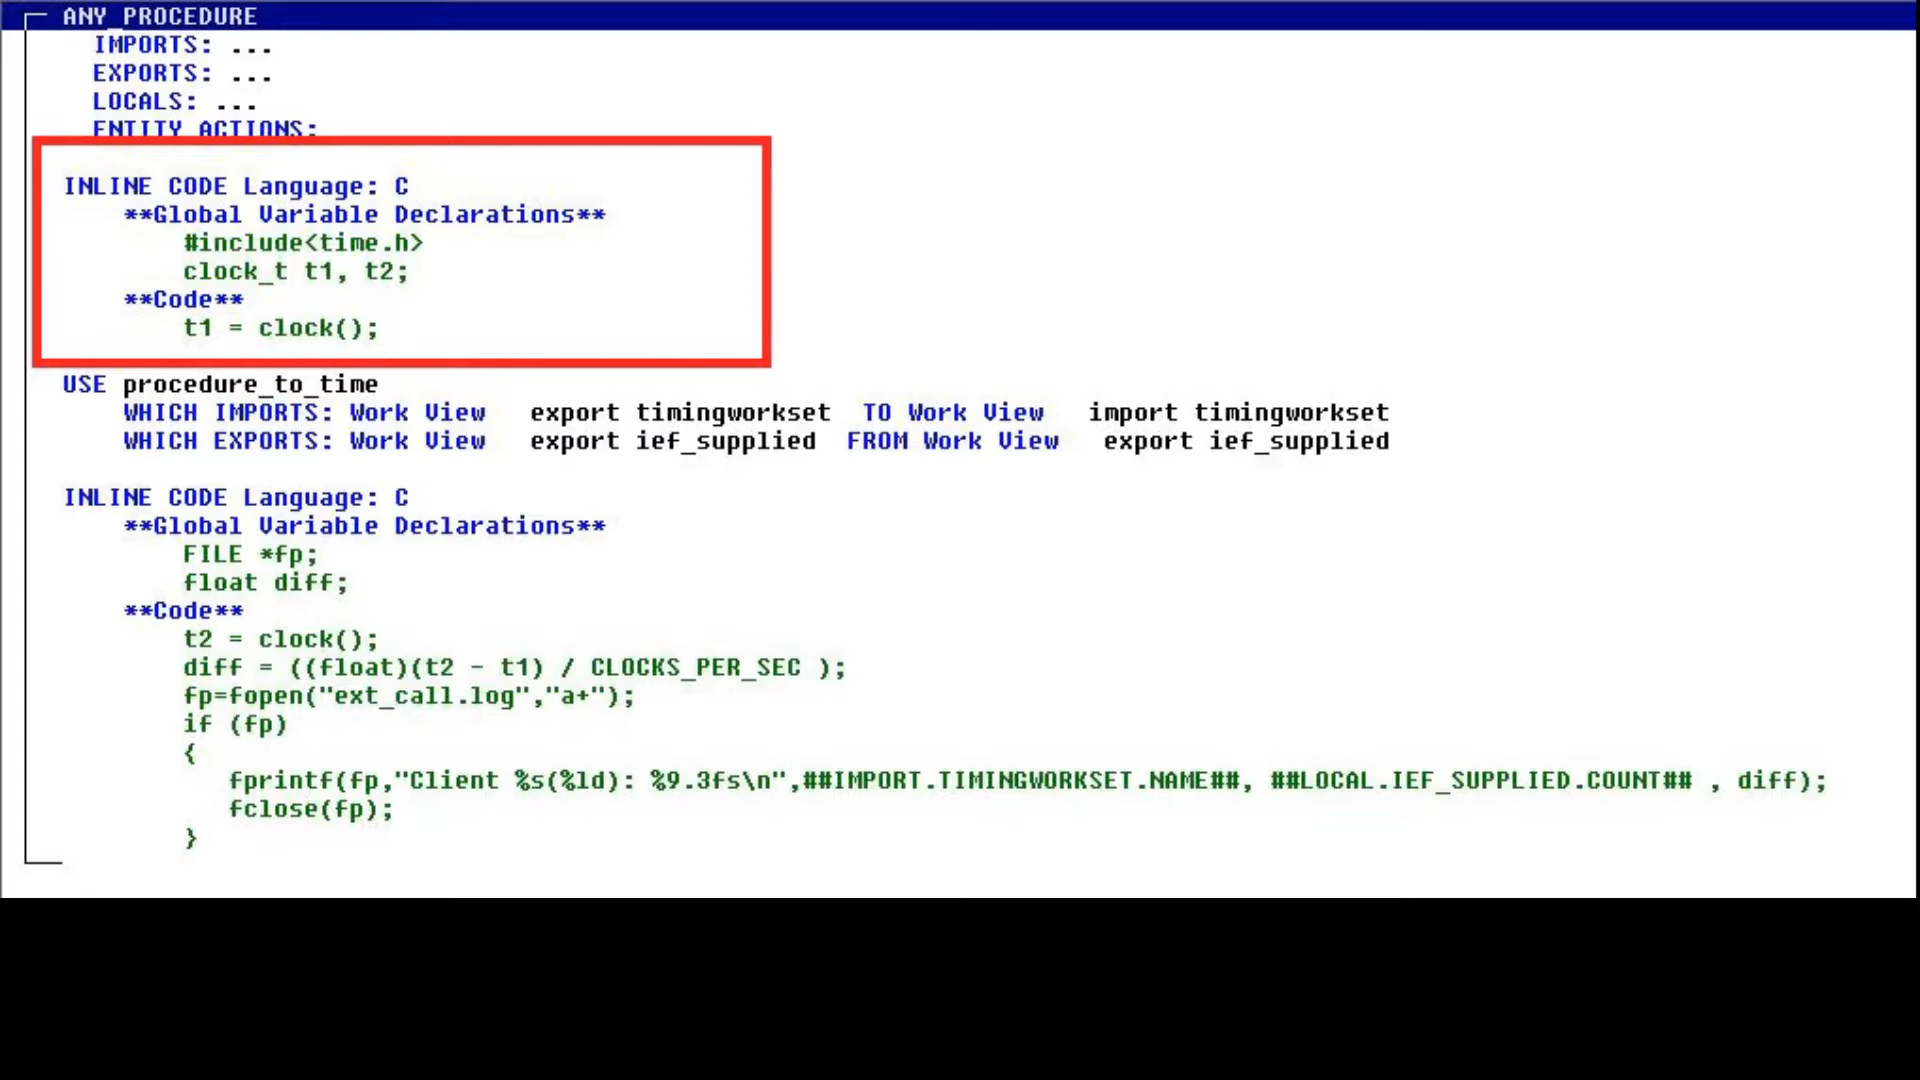 ANY_PROCEDURE
IMPORTS: ...
EXPORTS: ...
LOCALS: ...
ENTITY ACTIONS:
INLINE CODE Language: C
**Global Variable Declarations**
#include<time.h>
clock_t t1, t2;
**Code**
t1 = clock();
USE procedure_to_time
WHICH IMPORTS: Work View export timingworkset TO Work View import timingworkset
WHICH EXPORTS: Work View export ief_supplied FROM Work View export ief_supplied
INLINE CODE Language: C
**Global Variable Declarations**
FILE *fp;
float diff;
**Code**
t2 = clock();
diff = ((float)(t2 - t1) / CLOCKS_PER_SEC );
fp=fopen("ext_call.log","a+");
if (fp)
{
fprintf(fp,"Client %s(%ld): %9.3fs\n",##IMPORT.TIMINGWORKSET.NAME##, ##LOCAL.IEF_SUPPLIED.COUNT## , diff);
fclose(fp);
}